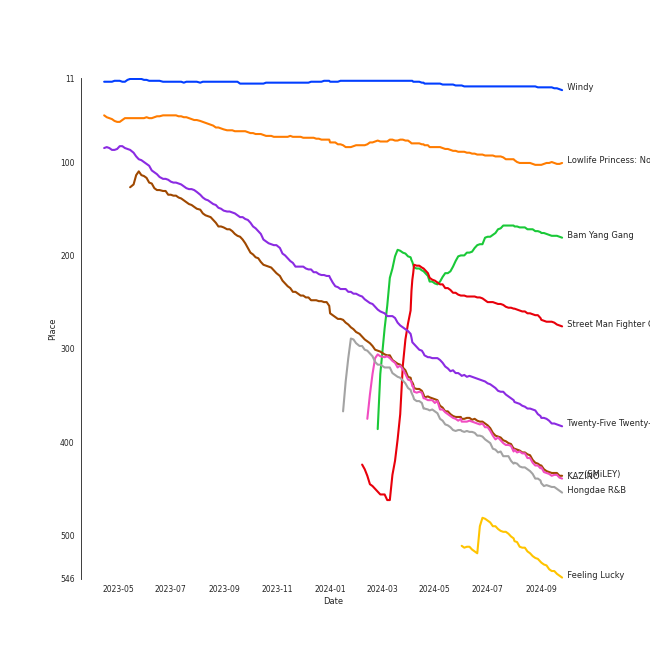 11
100
200
300
400
500
546
Place
Windy
Lowlife Princess: No
Bam Yang Gang
Street Man Fighter
Twenty-Five Twenty-
KAZINO
(SMiLEY)
Hongdae R&B
Feeling Lucky
2023-05
2023-07
2023-09
2023-11
2024-01
2024-03
2024-05
2024-07
2024-09
Date